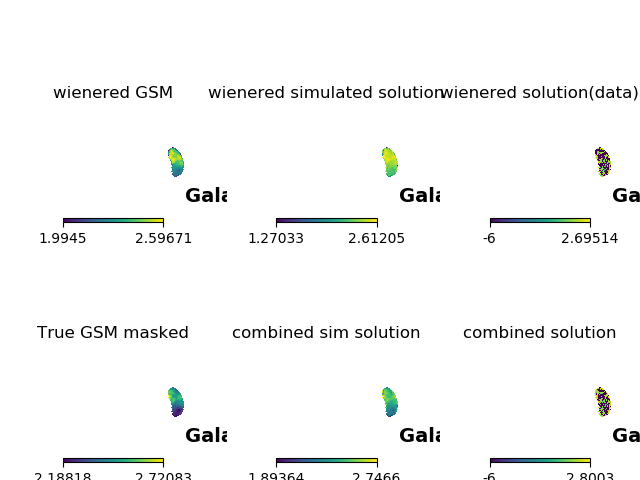 wienered GSM
wienered simulated solution
wienered solution(data)
Gala
Gala
Ga
1.9945 2.59671
1.27033 2.61205
-6 2.69514
True GSM masked
combined sim solution
combined solution
Gala
Gala
Ga
2.18818 2.72083
1.89364 2.7466
-6 2.8003